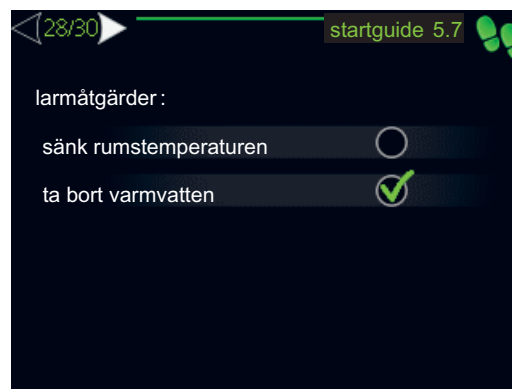 28/30
startguide 5.7
larmåtgärder :
sänk rumstemperaturen
ta bort varmvatten